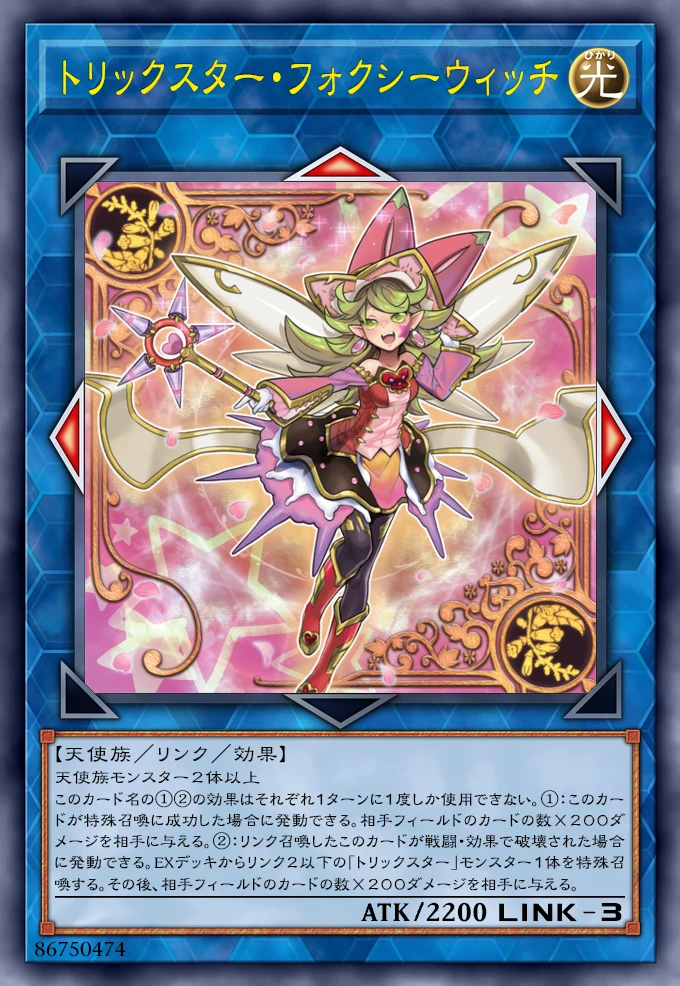 トリックスター・フォクシーウィッチ
ひかり
光
【天使族／リンク／効果】
天使族モンスター２体以上
このカード名の①②の効果はそれぞれ１ターンに１度しか使用できない。①：このカー
ドが特殊召喚に成功した場合に発動できる。相手フィールドのカードの数×２００ダ
メージを相手に与える。②：リンク召喚したこのカードが戦闘・効果で破壊された場合
に発動できる。EXデッキからリンク２以下の「トリックスター」モンスター１体を特殊召
喚する。その後、相手フィールドのカードの数×２００ダメージを相手に与える。
ATK/2200 LINK-3
86750474